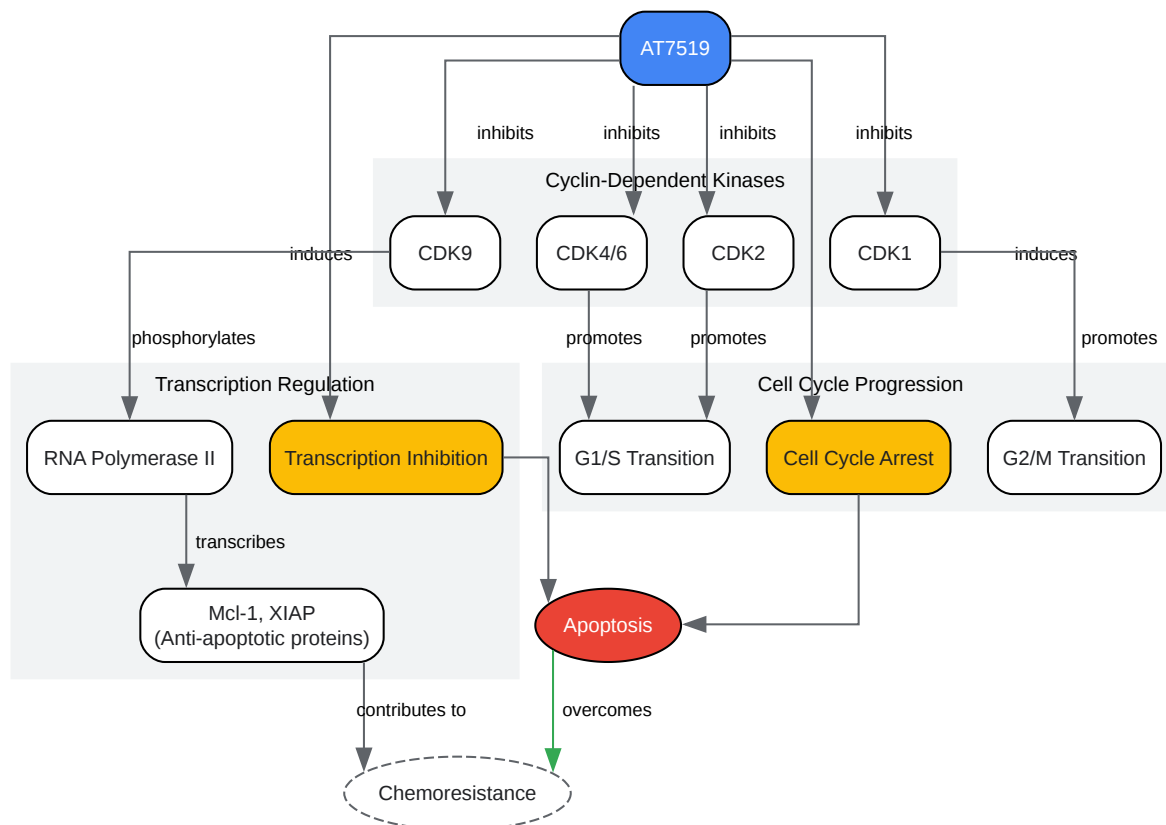 AT7519
inhibits
inhibits
inhibits
inhibits
Cyclin-Dependent Kinases
CDK9
CDK4/6
CDK2
CDK1
induces
induces
phosphorylates
promotes
promotes
promotes
Transcription Regulation
Cell Cycle Progression
RNA Polymerase II
Transcription Inhibition
G1/S Transition
Cell Cycle Arrest
G2/M Transition
transcribes
Mcl-1, XIAP
(Anti-apoptotic proteins)
Apoptosis
contributes to
overcomes
Chemoresistance